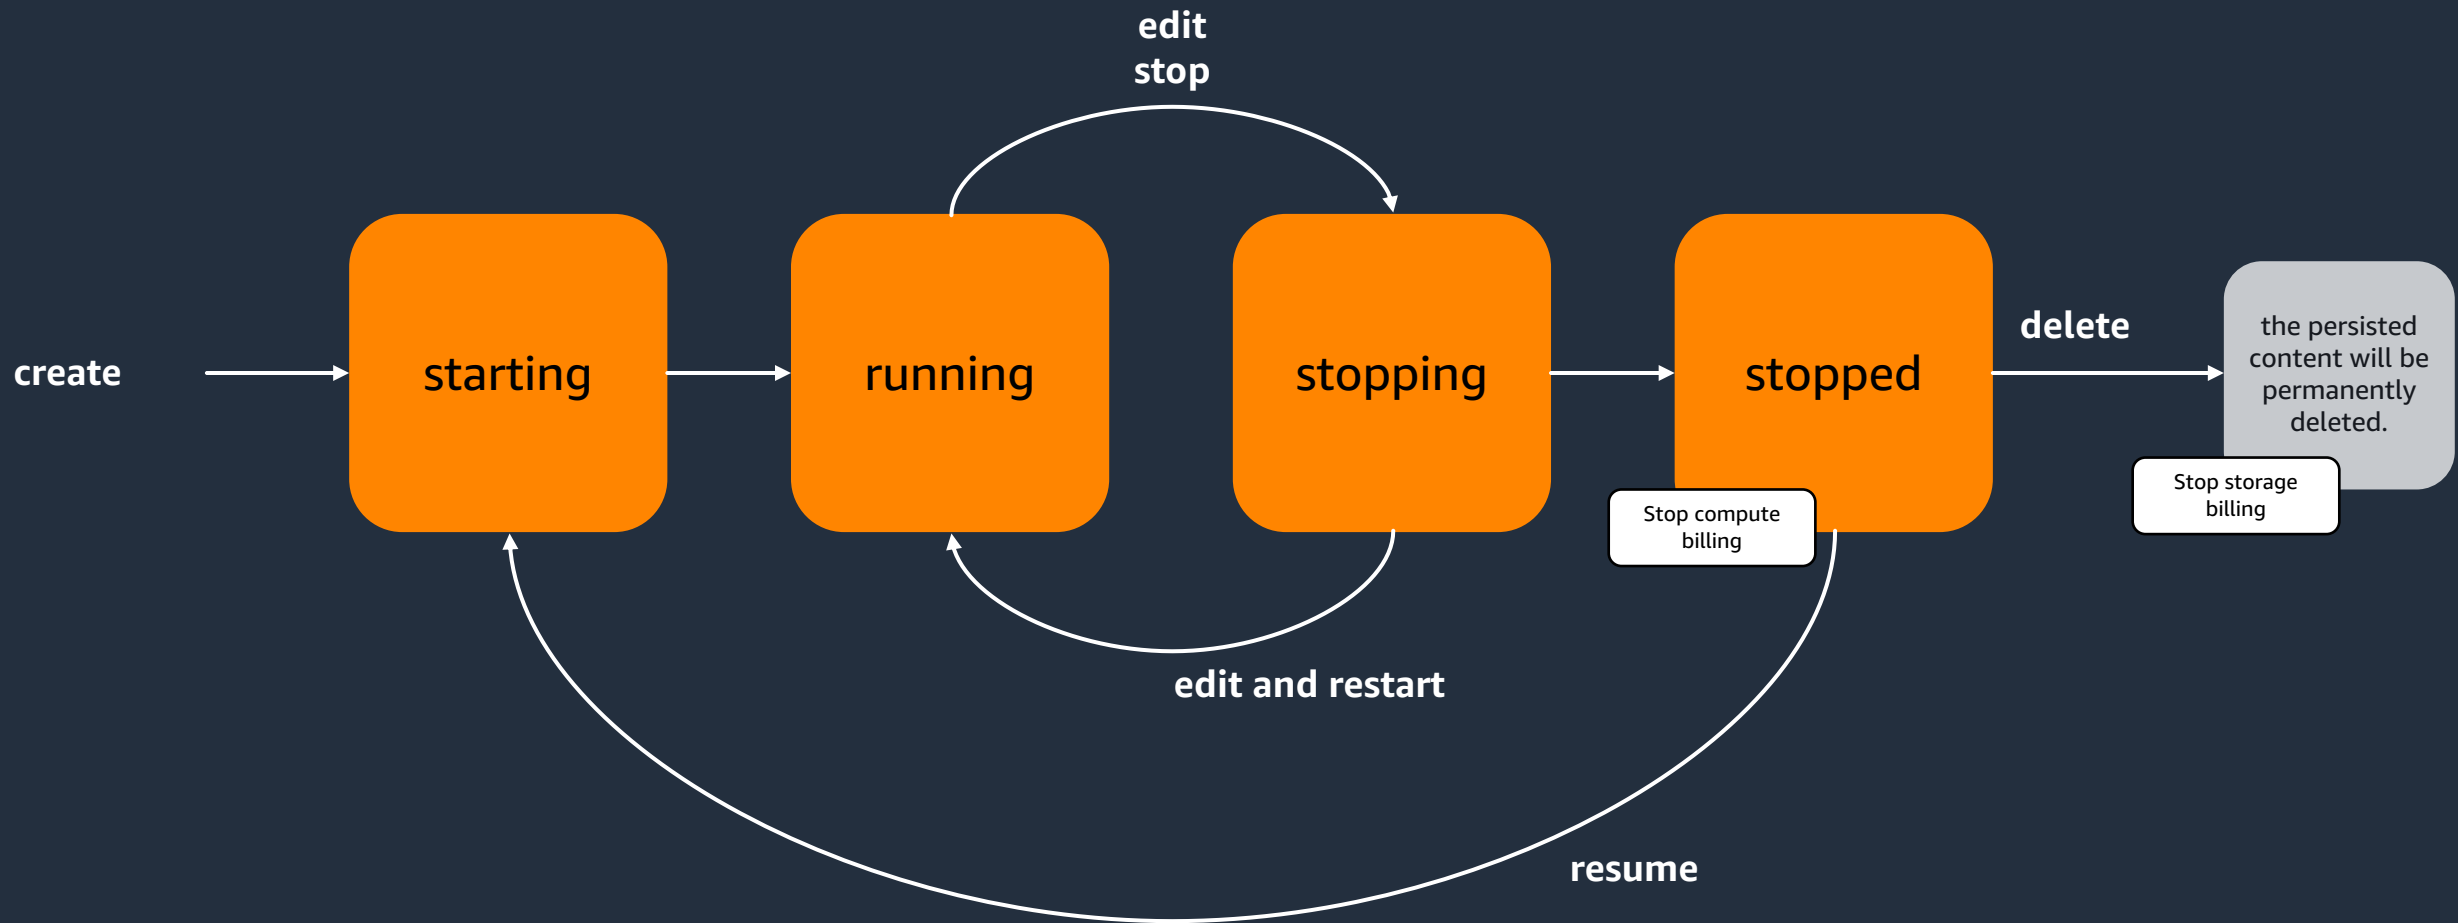 edit
stop
create
starting
running
stopping
stopped
delete
the persisted
content will be
permanently
deleted.
Stop compute
billing
Stop storage
billing
edit and restart
resume